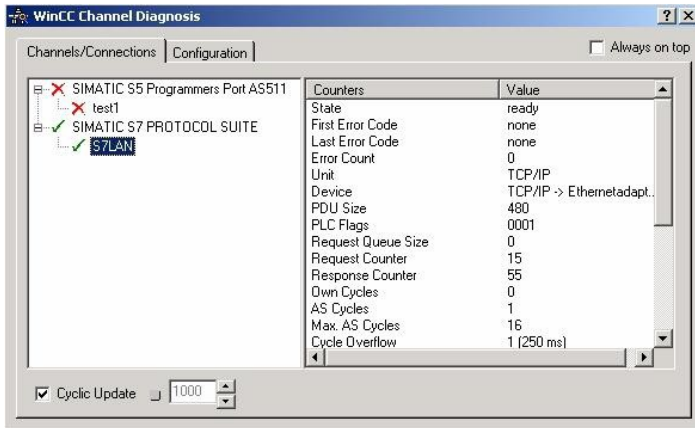 WinCC Channel Diagnosis
Channels/Connections Configuration Always on top
SIMATIC S5 Programmers Port AS511
test1
SIMATIC S7 PROTOCOL SUITE
S7LAN
Counters Value
State ready
First Error Code none
Last Error Code none
Error Count 0
Unit TCP/IP
Device TCP/IP -> Ethernetadapt..
PDU Size 480
PLC Flags 0001
Request Queue Size 0
Request Counter 15
Response Counter 55
Own Cycles 0
AS Cycles 1
Max. AS Cycles 16
Cycle Overflow 1 (250 ms)
Cyclic Update 1000